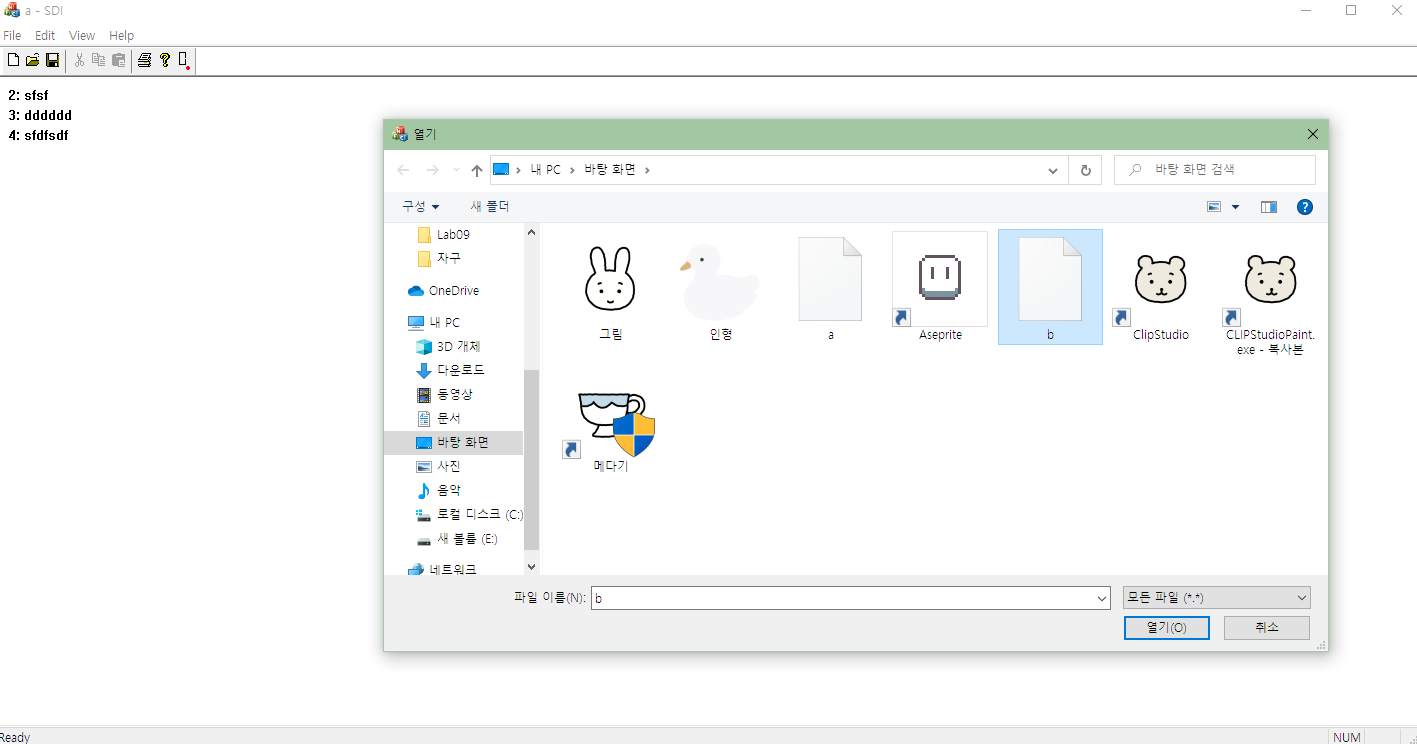 a - SDI
File Edit View Help
2: sfsf
3: dddddd
4: sfdfsdf
열기
내 PC 바탕 화면
바탕 화면 검색
구성 새 폴더
Lab09
자구
OneDrive
내 PC
3D 개체
다운로드
동영상
문서
바탕 화면
사진
음악
로컬 디스크 (C:)
새 볼륨 (E:)
네트워크
그림
인형
a
Aseprite
b
ClipStudio
CLIPStudioPaint.
exe - 복사본
메다기
파일 이름(N): b
모든 파일 (*.*)
열기(O) 취소
Ready
NUM